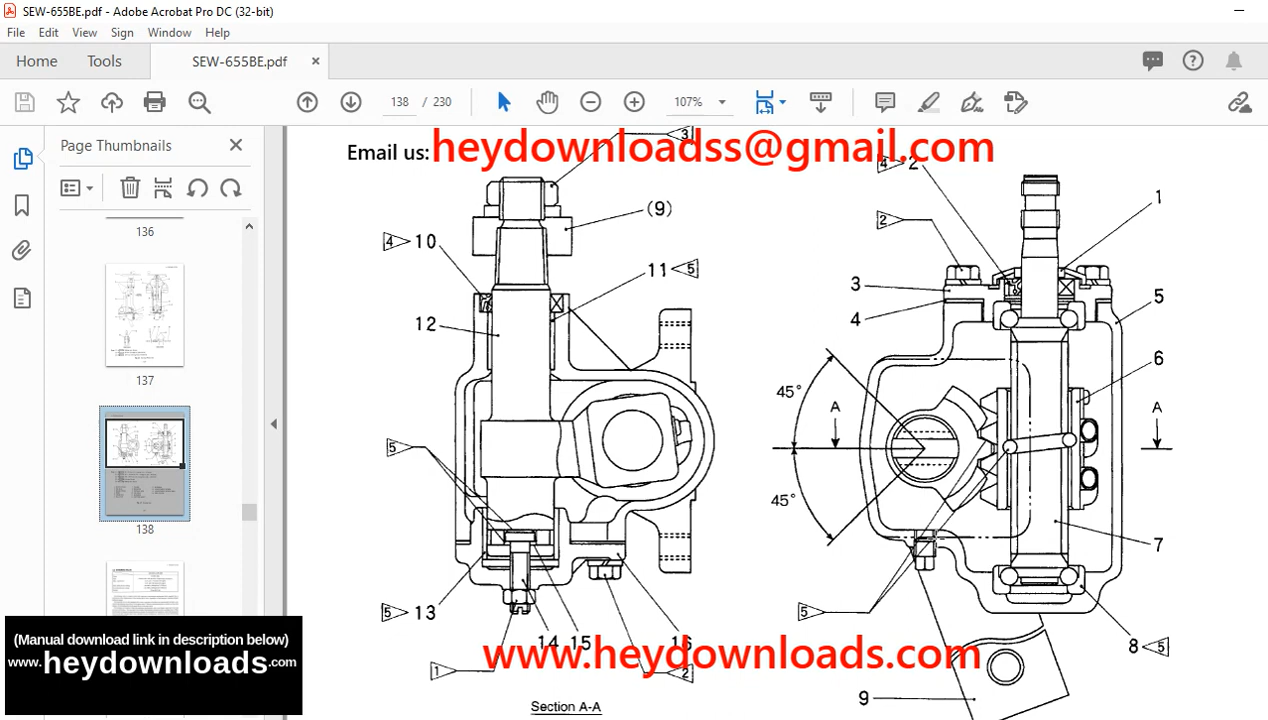 SEW-655BE.pdf - Adobe Acrobat Pro DC (32-bit)
File Edit View Sign Window Help
Home Tools SEW-655BE.pdf ×
138 / 230 107%
Page Thumbnails
136
137
138
Email us: heydownloadss@gmail.com
3
(9)
4 10
11 5
12
5
5 13
14 15 16
1
2
Section A-A
4 2
1
2
3
4
5
6
45°
A
A
45°
7
5
8 5
9
www.heydownloads.com
(Manual download link in description below)
www.heydownloads.com